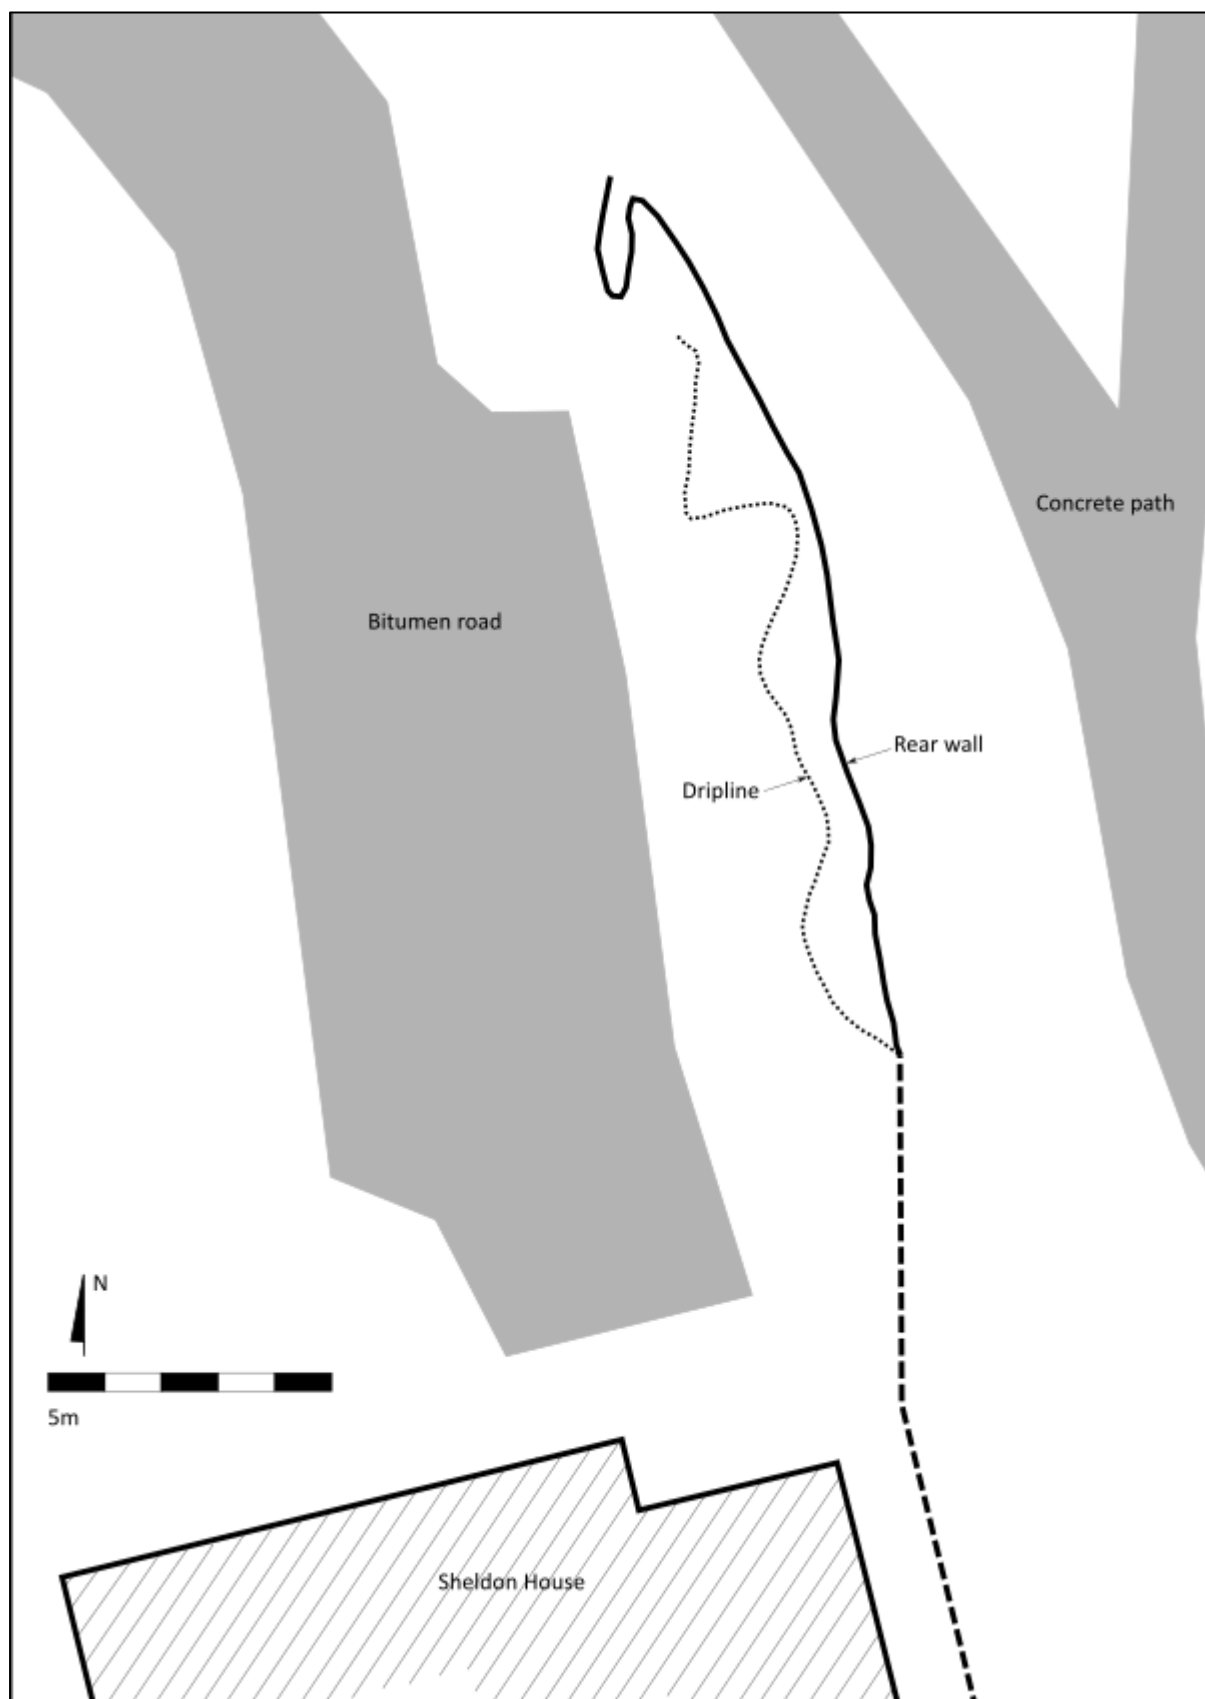 Concrete path
Bitumen road
Rear wall
Dripline
N
5m
Sheldon House